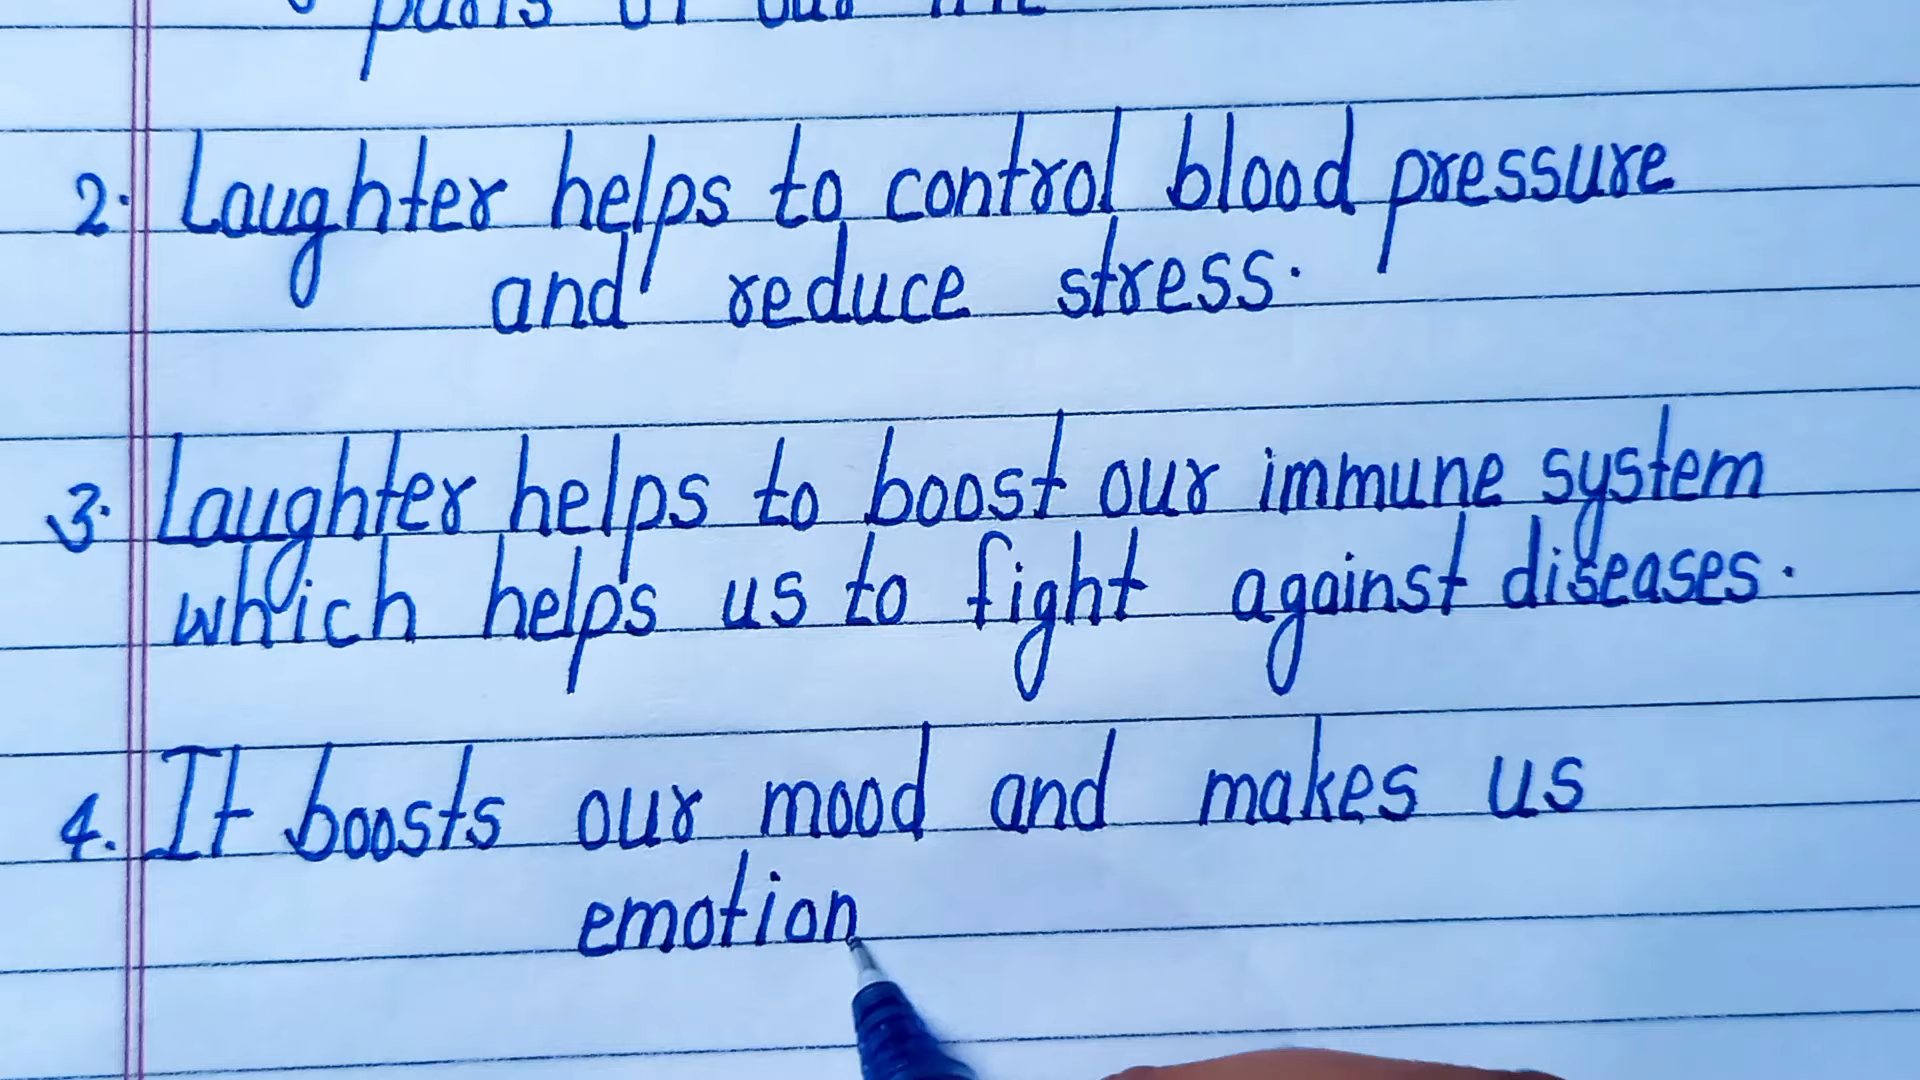 2. Laughter helps to control blood pressure
and reduce stress.
3. Laughter helps to boost our immune system
which helps us to fight against diseases.
4. It boosts our mood and makes us
emotion